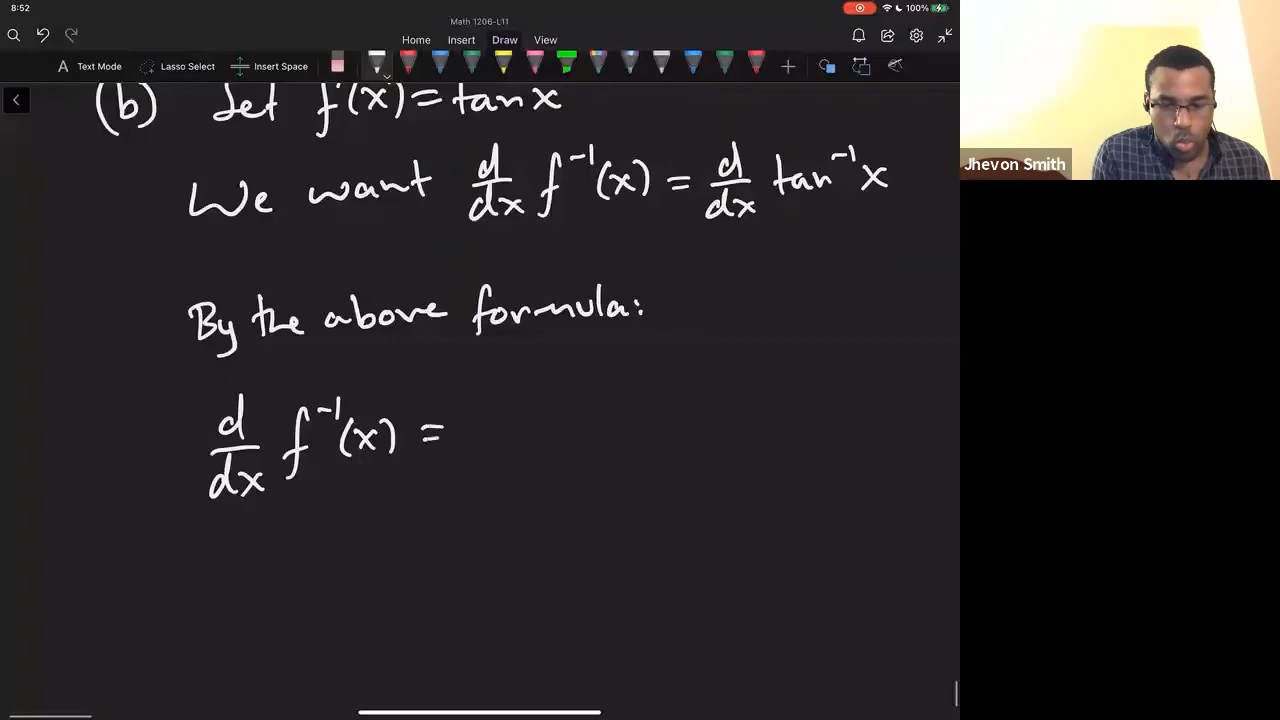 8:52
100%
Math 1206-L11
Home Insert Draw View
Text Mode Lasso Select Insert Space
(b) Let f(x) = tan x
We want d/dx f⁻¹(x) = d/dx tan⁻¹ x
By the above formula:
d/dx f⁻¹(x) =
Jhevon Smith